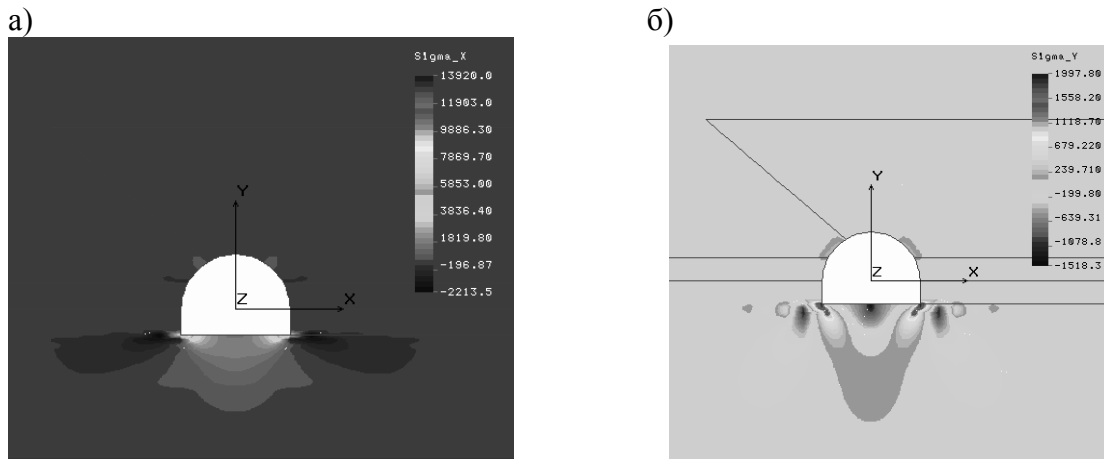 а)
б)
Sigma_X
13920.0
11903.0
9886.30
7869.70
5853.00
3836.40
1819.80
-196.87
-2213.5
Y
Z
X
Sigma_Y
1997.80
1558.20
1118.70
679.220
239.710
-199.80
-639.31
-1078.8
-1518.3
Y
Z
X